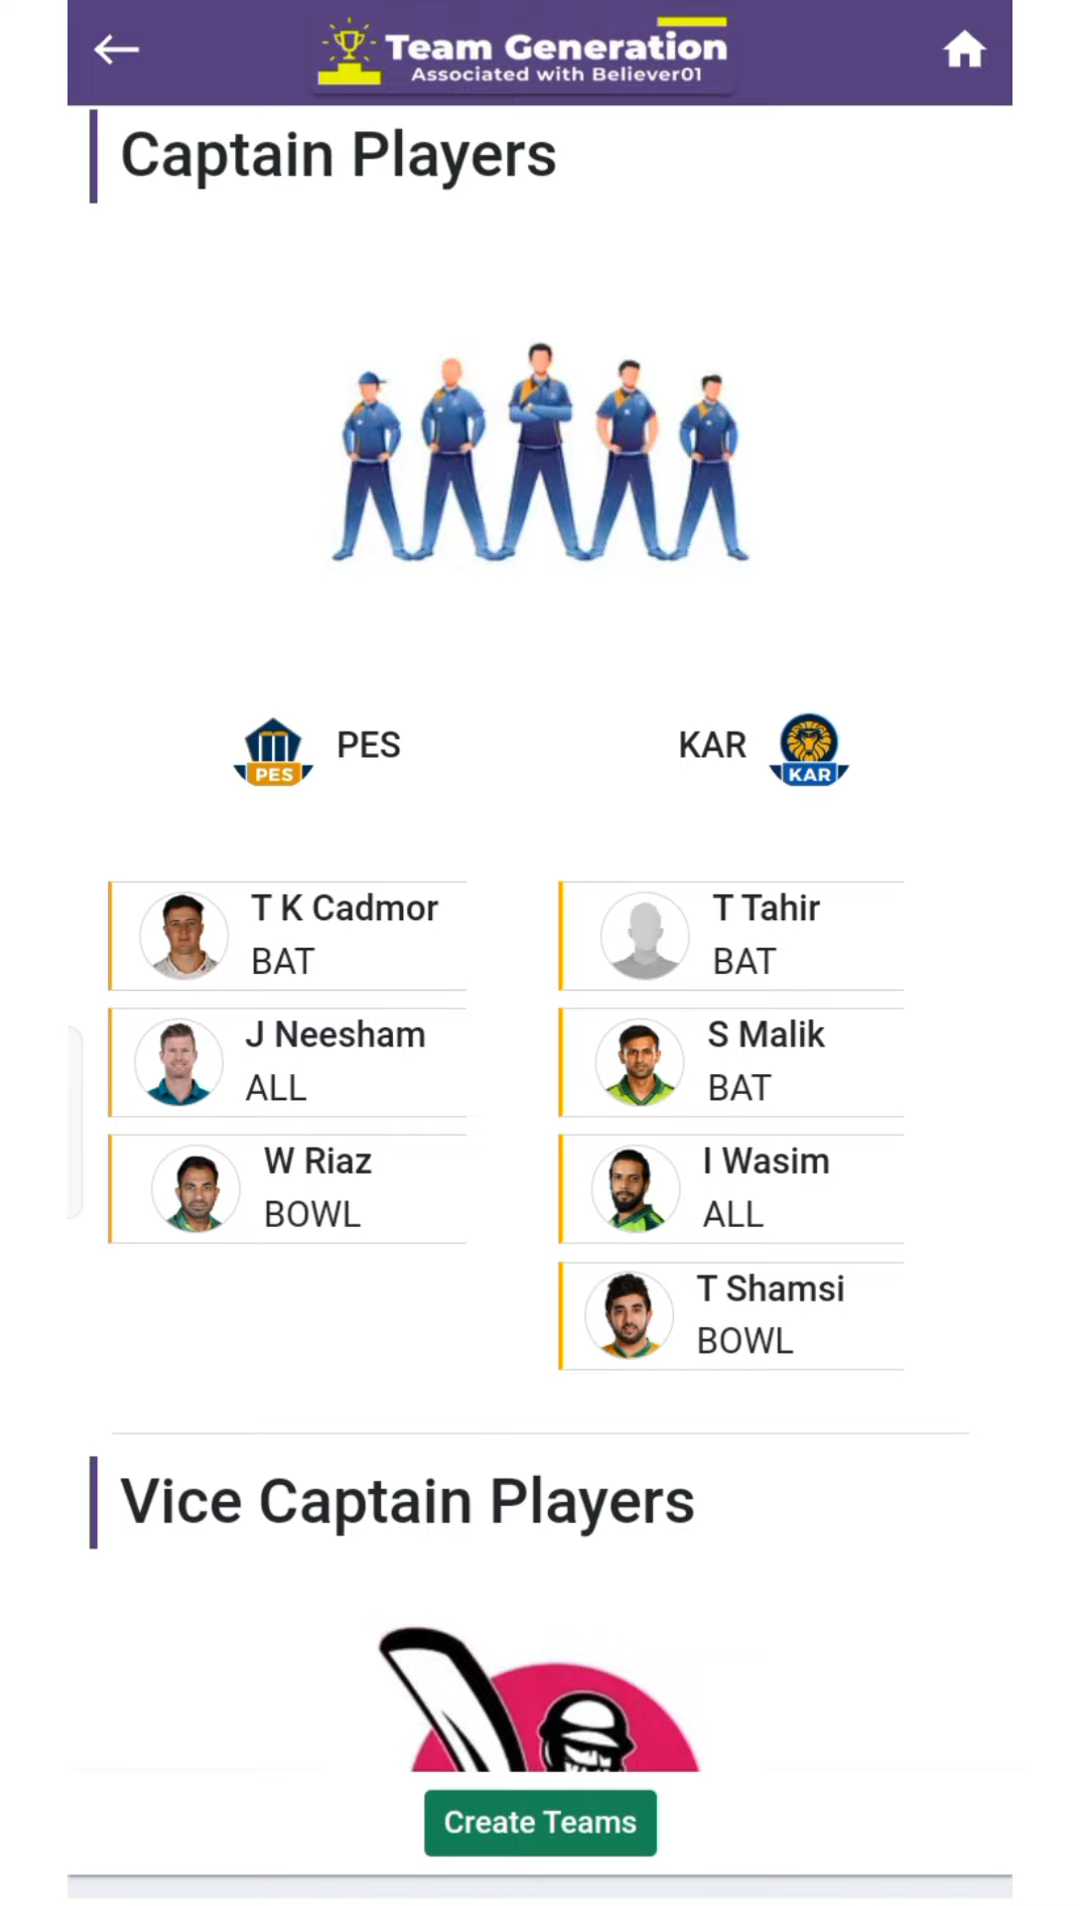 Team Generation
Associated with Believer01
Captain Players
PES
PES
KAR
KAR
T K Cadmor
BAT
T Tahir
BAT
J Neesham
ALL
S Malik
BAT
W Riaz
BOWL
I Wasim
ALL
T Shamsi
BOWL
Vice Captain Players
Create Teams